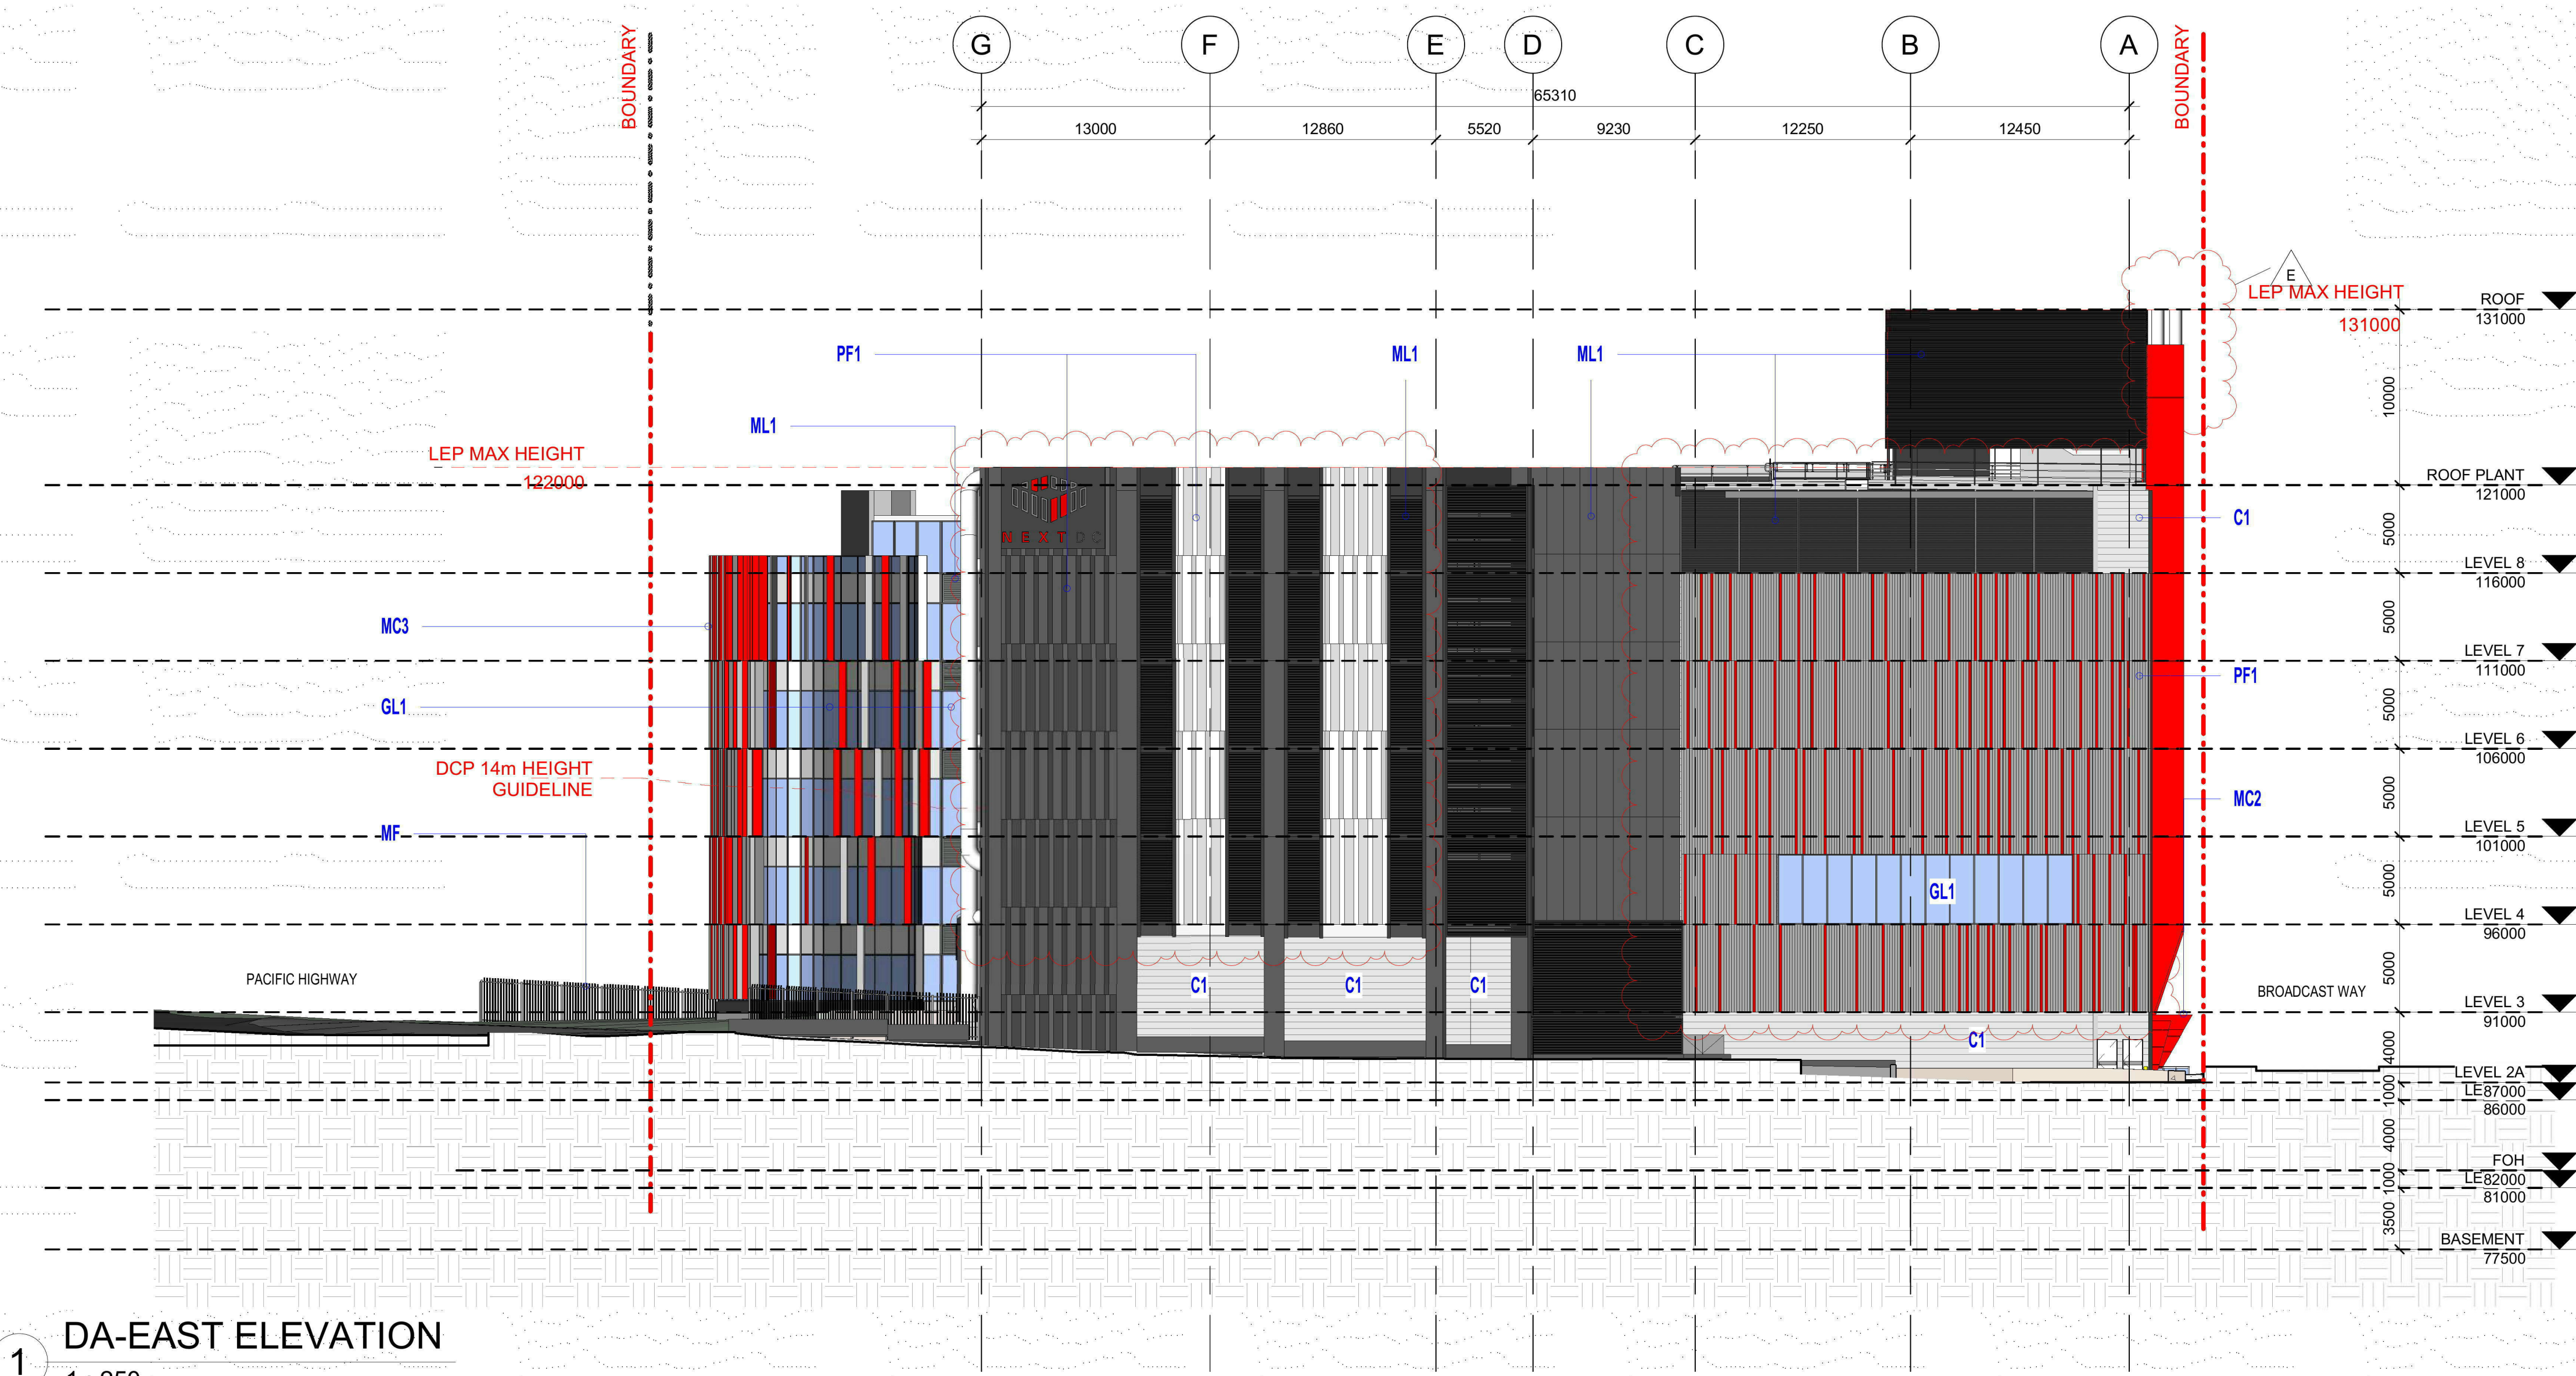 BOUNDARY
G
F
E
D
C
B
A
BOUNDARY
65310
13000
12860
5520
9230
12250
12450
E
LEP MAX HEIGHT
131000
ROOF
131000
PF1
ML1
ML1
10000
ML1
LEP MAX HEIGHT
122000
ROOF PLANT
121000
NEXTDC
C1
5000
LEVEL 8
116000
MC3
5000
LEVEL 7
111000
PF1
GL1
5000
LEVEL 6
106000
DCP 14m HEIGHT
GUIDELINE
MC2
5000
MF
LEVEL 5
101000
GL1
5000
LEVEL 4
96000
PACIFIC HIGHWAY
C1
C1
C1
5000
BROADCAST WAY
LEVEL 3
91000
C1
4000
LEVEL 2A
LE87000
1000
86000
4000
FOH
LE82000
1000
81000
3500
BASEMENT
77500
1
DA-EAST ELEVATION